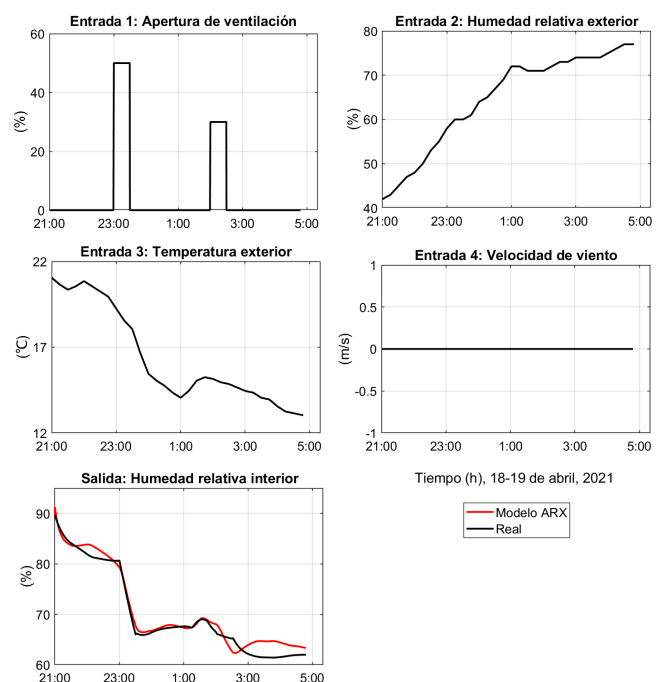 Entrada 1: Apertura de ventilación
60
40
20
0
(%)
21:00 23:00 1:00 3:00 5:00
Entrada 2: Humedad relativa exterior
80
70
60
50
40
(%)
21:00 23:00 1:00 3:00 5:00
Entrada 3: Temperatura exterior
22
17
12
(℃)
21:00 23:00 1:00 3:00 5:00
Entrada 4: Velocidad de viento
1
0.5
0
-0.5
-1
(m/s)
21:00 23:00 1:00 3:00 5:00
Tiempo (h), 18-19 de abril, 2021
Salida: Humedad relativa interior
90
80
70
60
(%)
21:00 23:00 1:00 3:00 5:00
Modelo ARX
Real